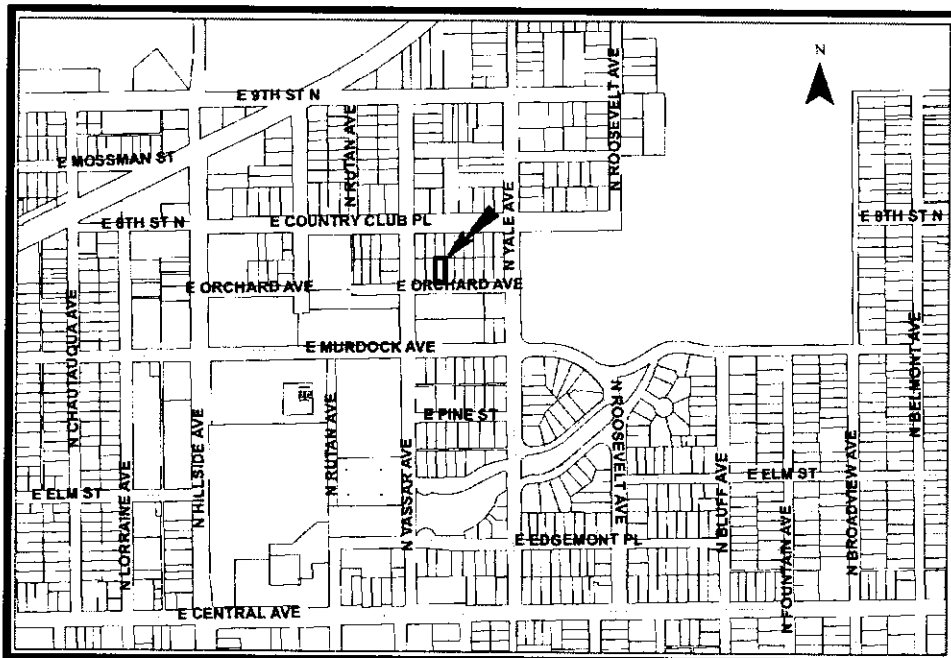 N
E 9TH ST N
N ROOSEVELT AVE
N RUTAN AVE
E MOSSMAN ST
N YALE AVE
E 8TH ST N
E COUNTRY CLUB PL
E 9TH ST N
E ORCHARD AVE
E ORCHARD AVE
N CHAUTAUQUA AVE
E MURDOCK AVE
N BELMONT AVE
E PINE ST
N ROOSEVELT AVE
N HILLSIDE AVE
N RUTAN AVE
N VASSAR AVE
N BLUFF AVE
N BROADVIEW AVE
E ELM ST
E ELM ST
N LORRAINE AVE
N FOUNTAIN AVE
E EDGEMONT PL
E CENTRAL AVE